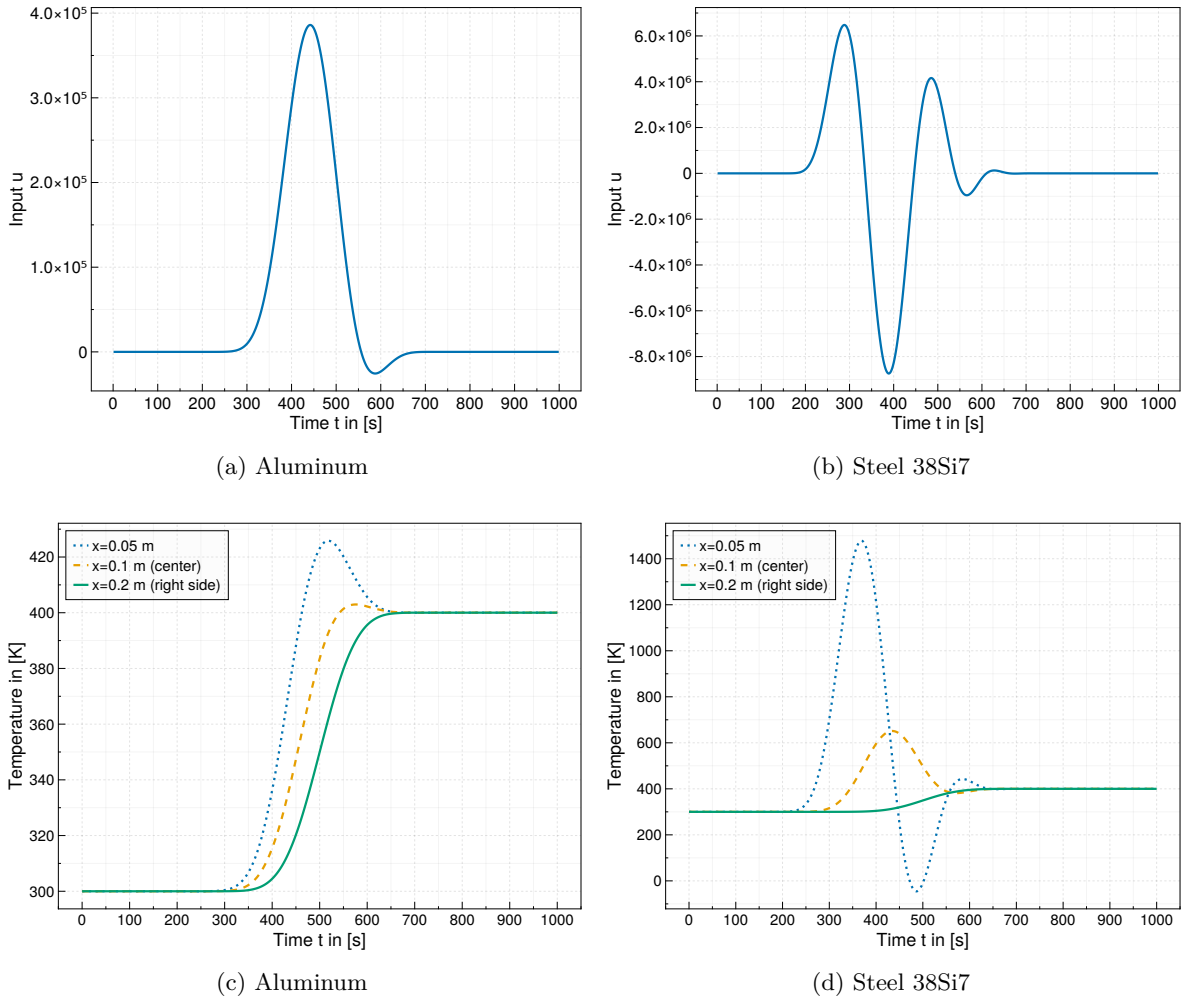 4.0×10⁵
3.0×10⁵
2.0×10⁵
1.0×10⁵
0
Input u
0 100 200 300 400 500 600 700 800 900 1000
Time t in [s]
(a) Aluminum
6.0×10⁶
4.0×10⁶
2.0×10⁶
0
-2.0×10⁶
-4.0×10⁶
-6.0×10⁶
-8.0×10⁶
Input u
0 100 200 300 400 500 600 700 800 900 1000
Time t in [s]
(b) Steel 38Si7
x=0.05 m
x=0.1 m (center)
x=0.2 m (right side)
420
400
380
360
340
320
300
Temperature in [K]
0 100 200 300 400 500 600 700 800 900 1000
Time t in [s]
(c) Aluminum
x=0.05 m
x=0.1 m (center)
x=0.2 m (right side)
1400
1200
1000
800
600
400
200
0
Temperature in [K]
0 100 200 300 400 500 600 700 800 900 1000
Time t in [s]
(d) Steel 38Si7